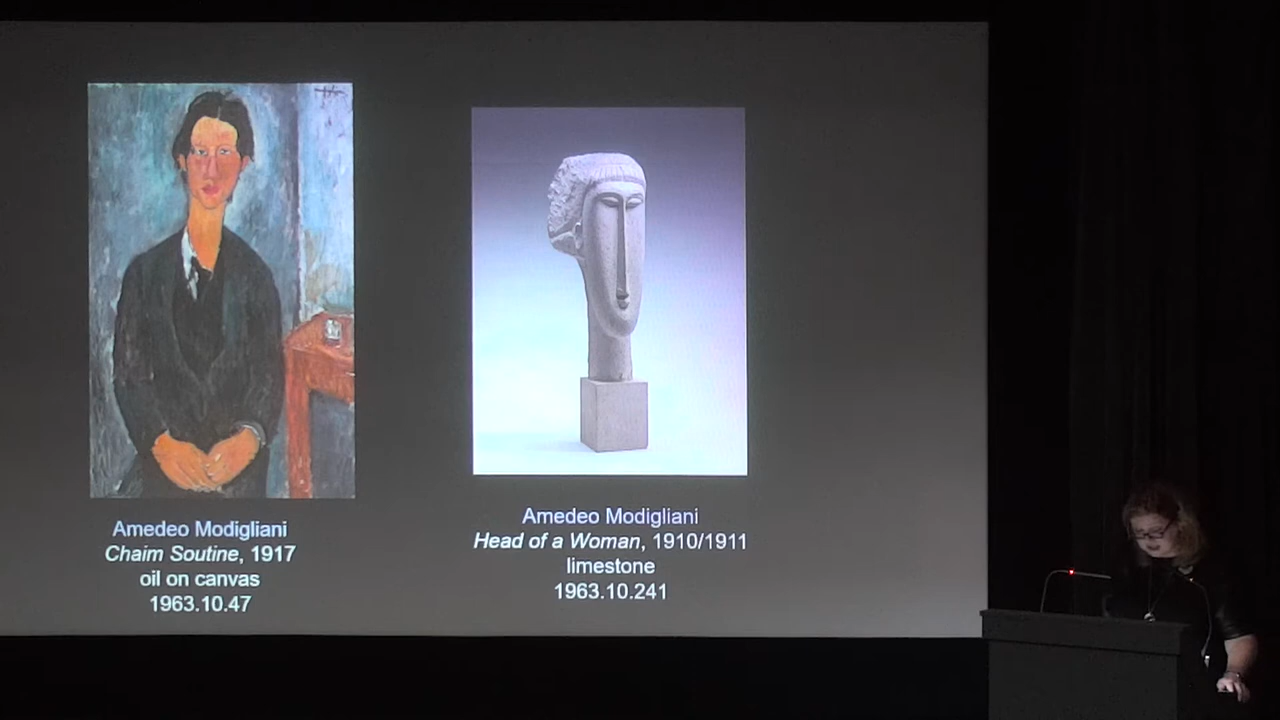 Amedeo Modigliani
Chaim Soutine, 1917
oil on canvas
1963.10.47
Amedeo Modigliani
Head of a Woman, 1910/1911
limestone
1963.10.241